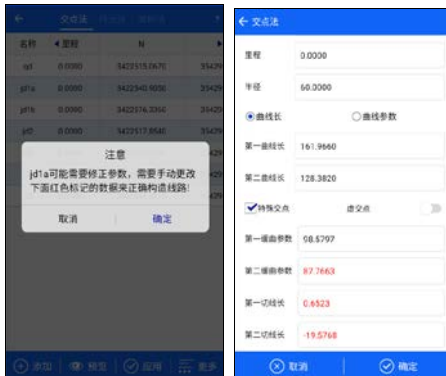 交点法
名称 里程 N
qd 0.0000 3422515.0670 35429
jd1a 0.0000
jd1b 0.0000
jd2 0.0000
注意
jd1a可能需要修正参数，需要手动更改
下面红色标记的数据来正确构造线路!
取消 确定
添加 预览 应用 更多
交点法
里程 0.0000
半径 60.0000
曲线长 曲线参数
第一曲线长 161.9660
第二曲线长 128.3820
特殊交点 虚交点
第一缓曲参数 98.5797
第二缓曲参数 87.7663
第一切线长 0.6523
第二切线长 -19.5768
取消 确定